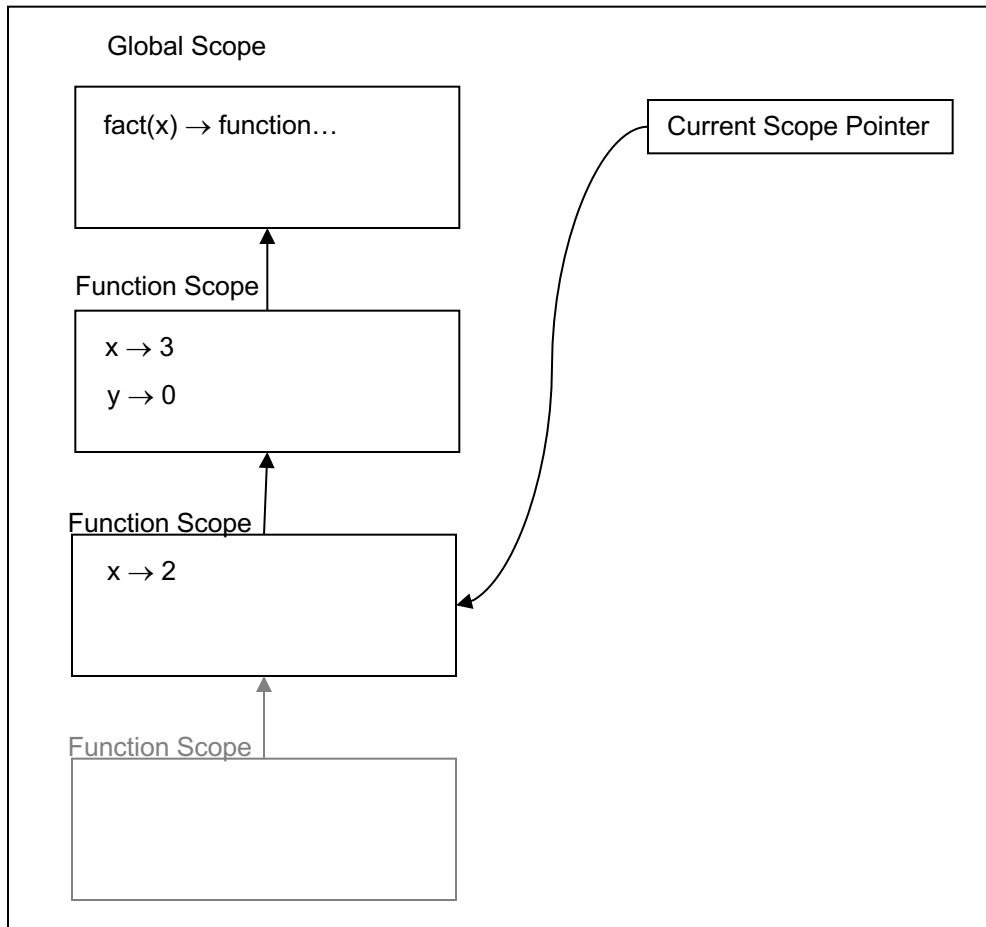 Global Scope
fact(x) → function…
Current Scope Pointer
Function Scope
x → 3
y → 0
Function Scope
x → 2
Function Scope